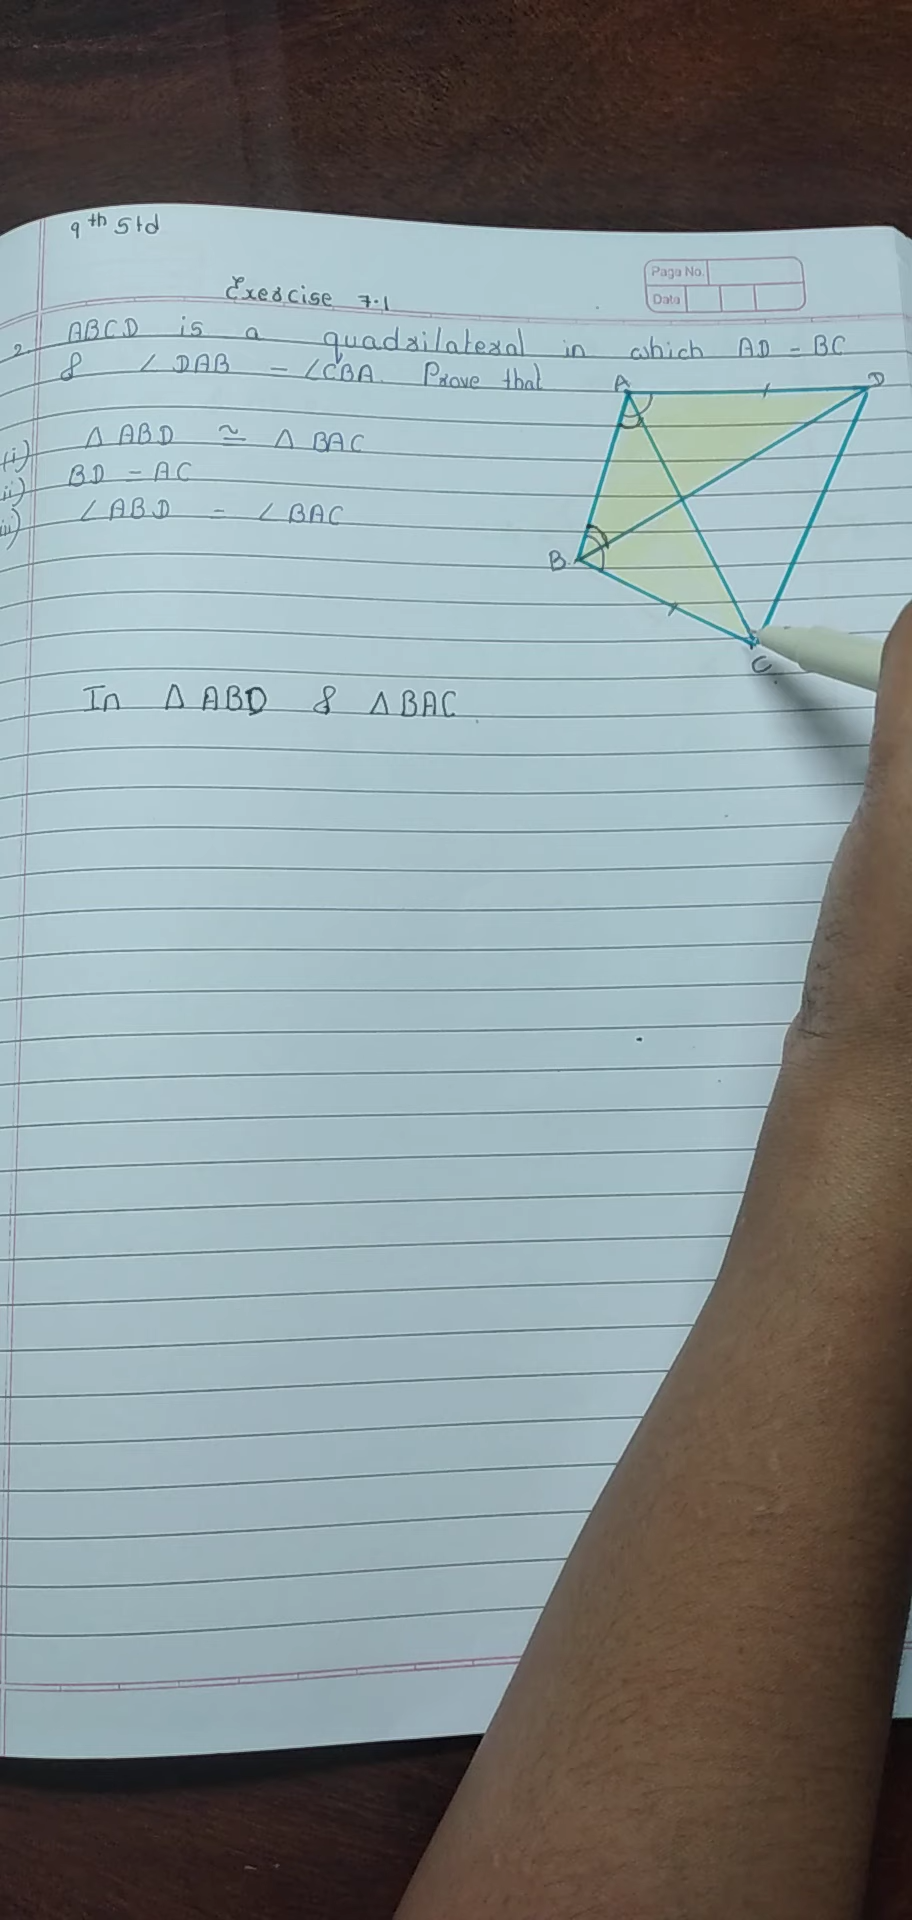 9th Std
Exercise 7.1
Page No.
Date
2. ABCD is a quadrilateral in which AD = BC
& ∠DAB = ∠CBA. Prove that
(i) Δ ABD ≅ Δ BAC
ii) BD = AC
iii) ∠ABD = ∠BAC
A
D
B
C
In Δ ABD & Δ BAC